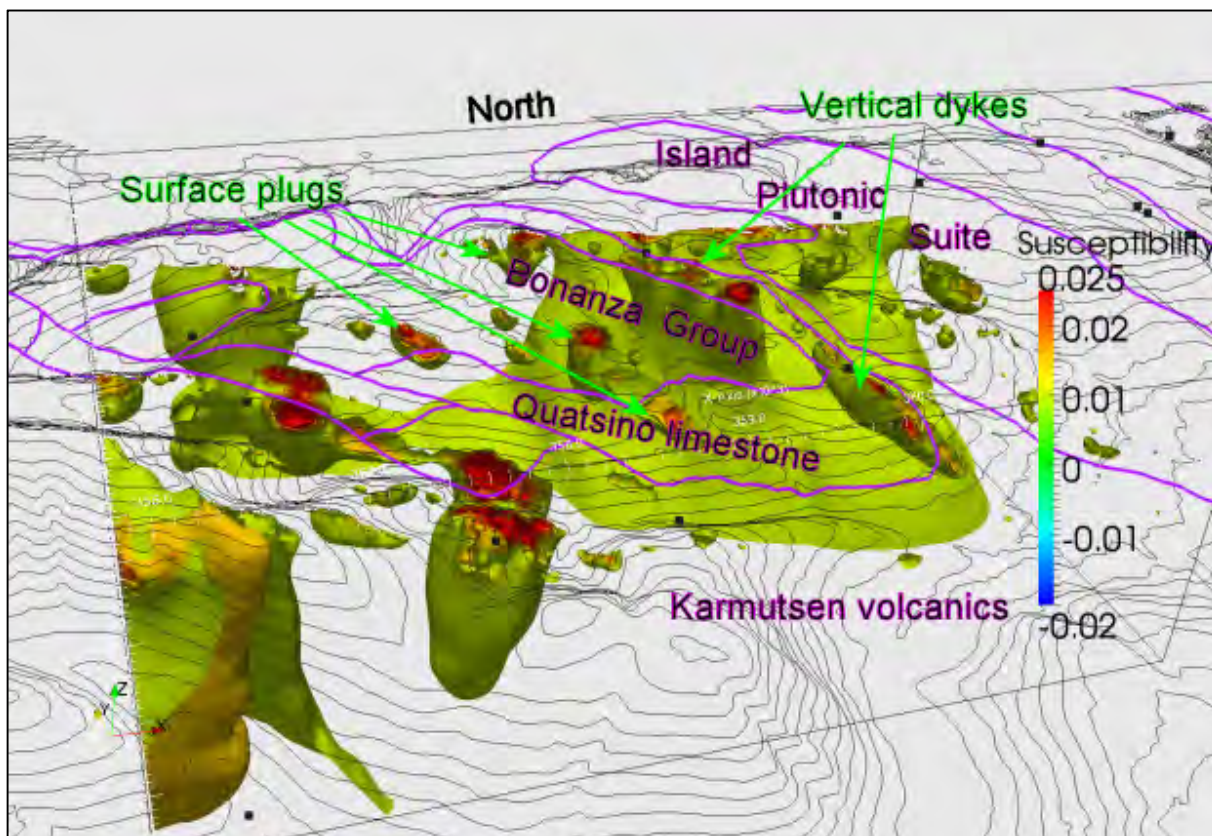 North
Vertical dykes
Island
Surface plugs
Plutonic
Suite
Susceptibility
0.025
0.02
0.01
0
-0.01
-0.02
Bonanza Group
Quatsino limestone
Karmutsen volcanics
Z
Y